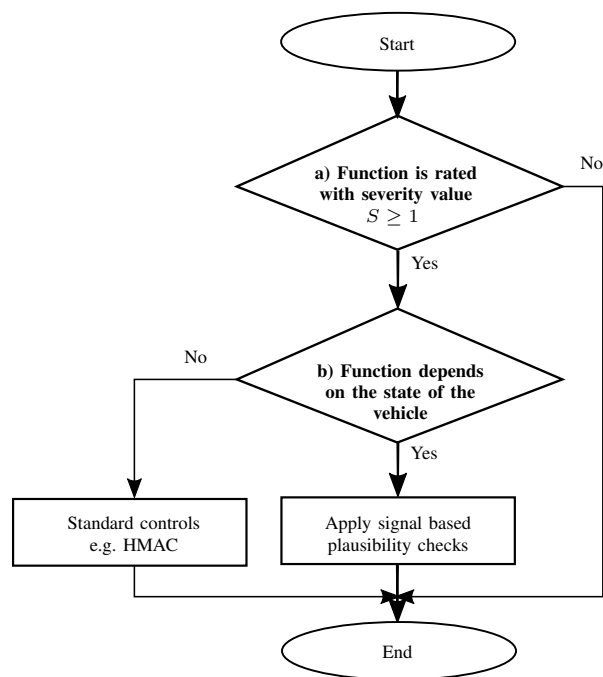 Start
a) Function is rated
with severity value
S ≥ 1
No
Yes
No
b) Function depends
on the state of the
vehicle
Yes
Standard controls
e.g. HMAC
Apply signal based
plausibility checks
End